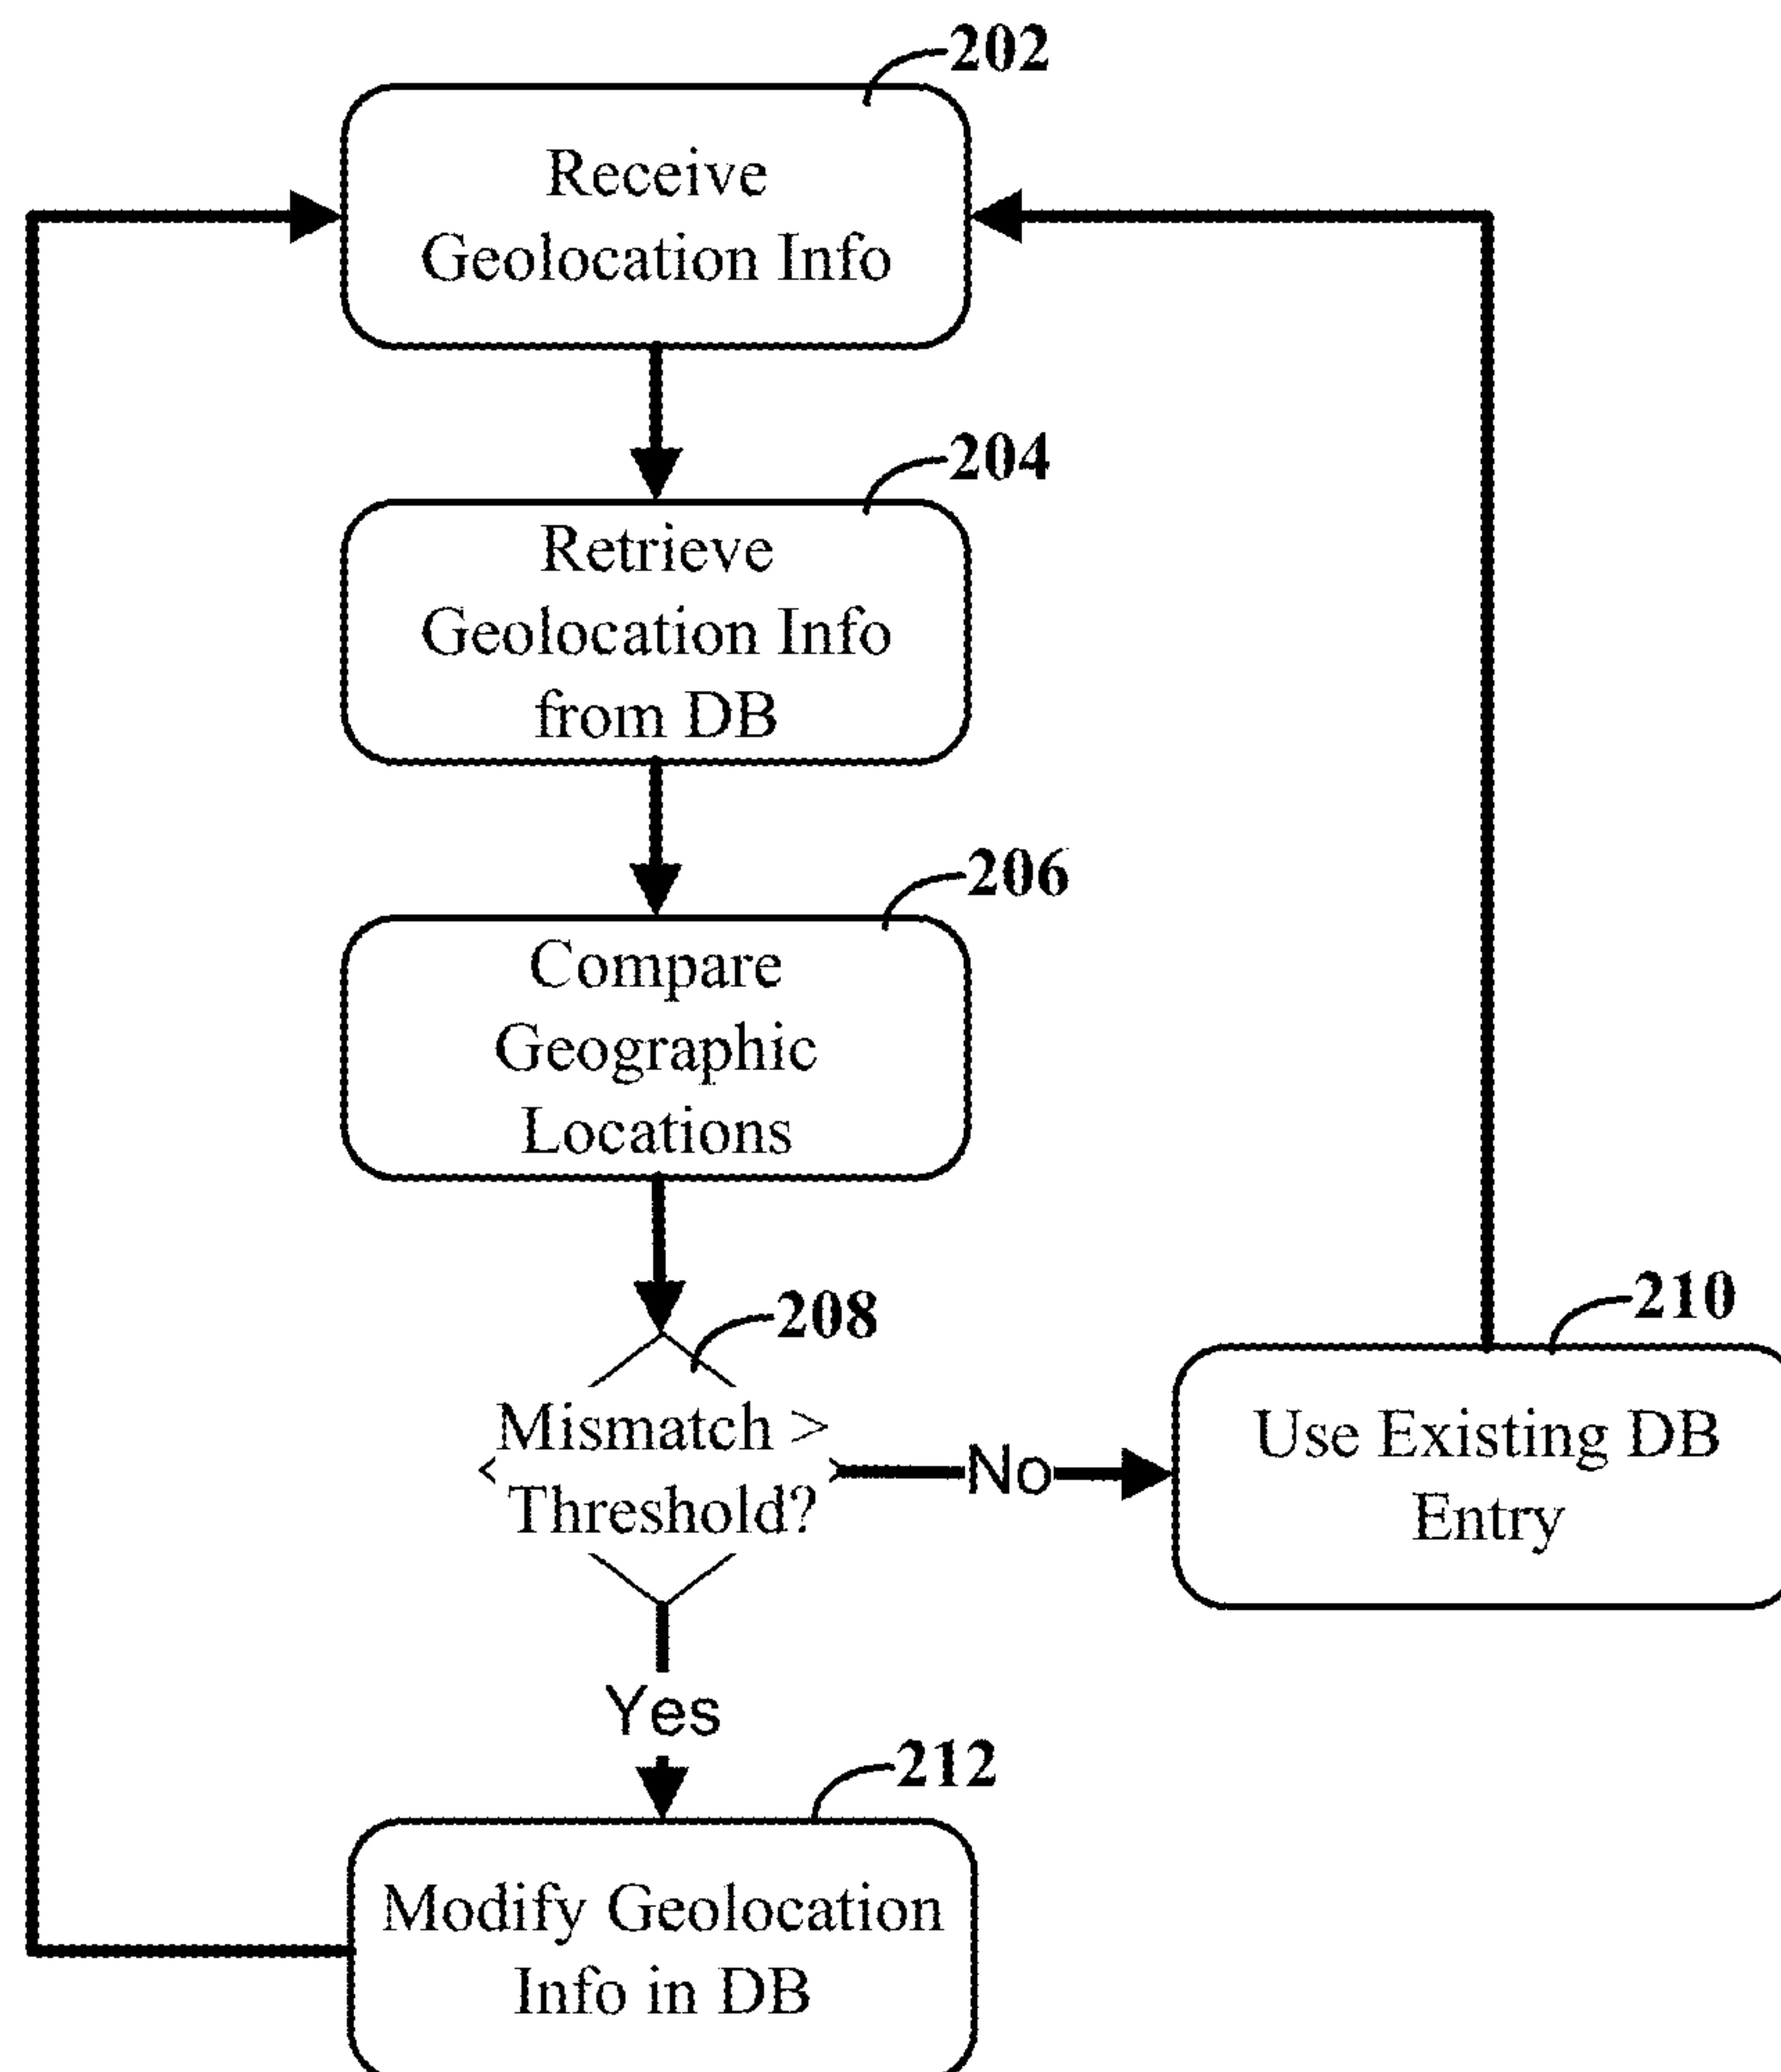 202
Receive
Geolocation Info
204
Retrieve
Geolocation Info
from DB
206
Compare
Geographic
Locations
208
Mismatch >
Threshold?
No
210
Use Existing DB
Entry
Yes
212
Modify Geolocation
Info in DB